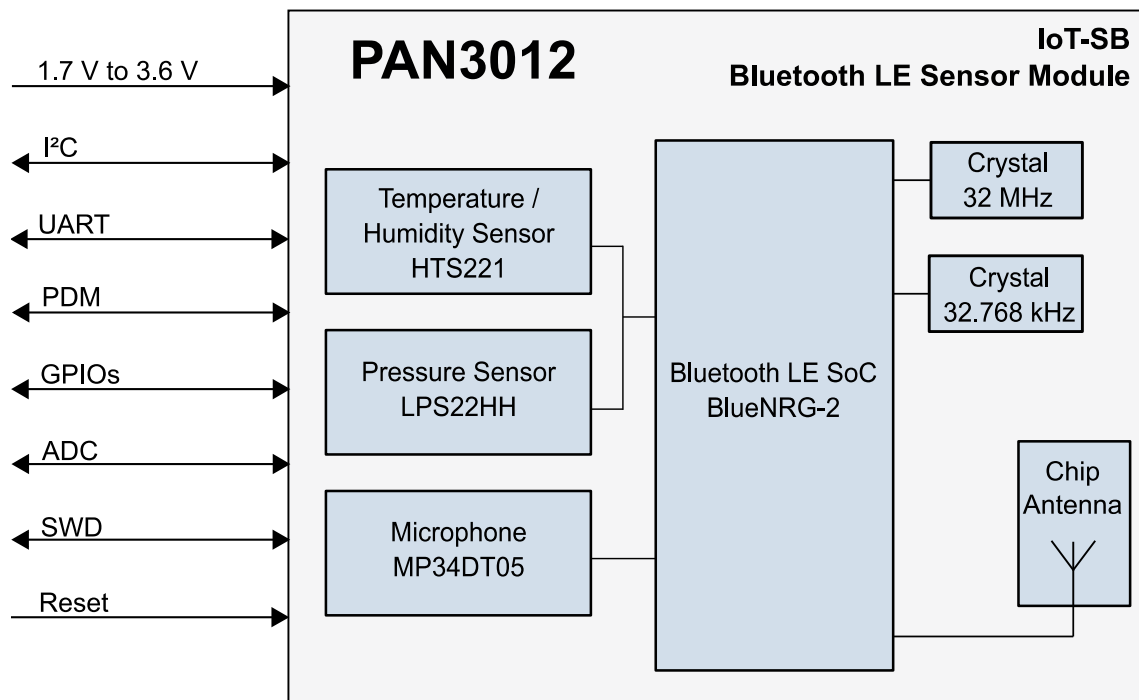 PAN3012
IoT-SB
Bluetooth LE Sensor Module
1.7 V to 3.6 V
I²C
UART
PDM
GPIOs
ADC
SWD
Reset
Temperature /
Humidity Sensor
HTS221
Pressure Sensor
LPS22HH
Microphone
MP34DT05
Bluetooth LE SoC
BlueNRG-2
Crystal
32 MHz
Crystal
32.768 kHz
Chip
Antenna